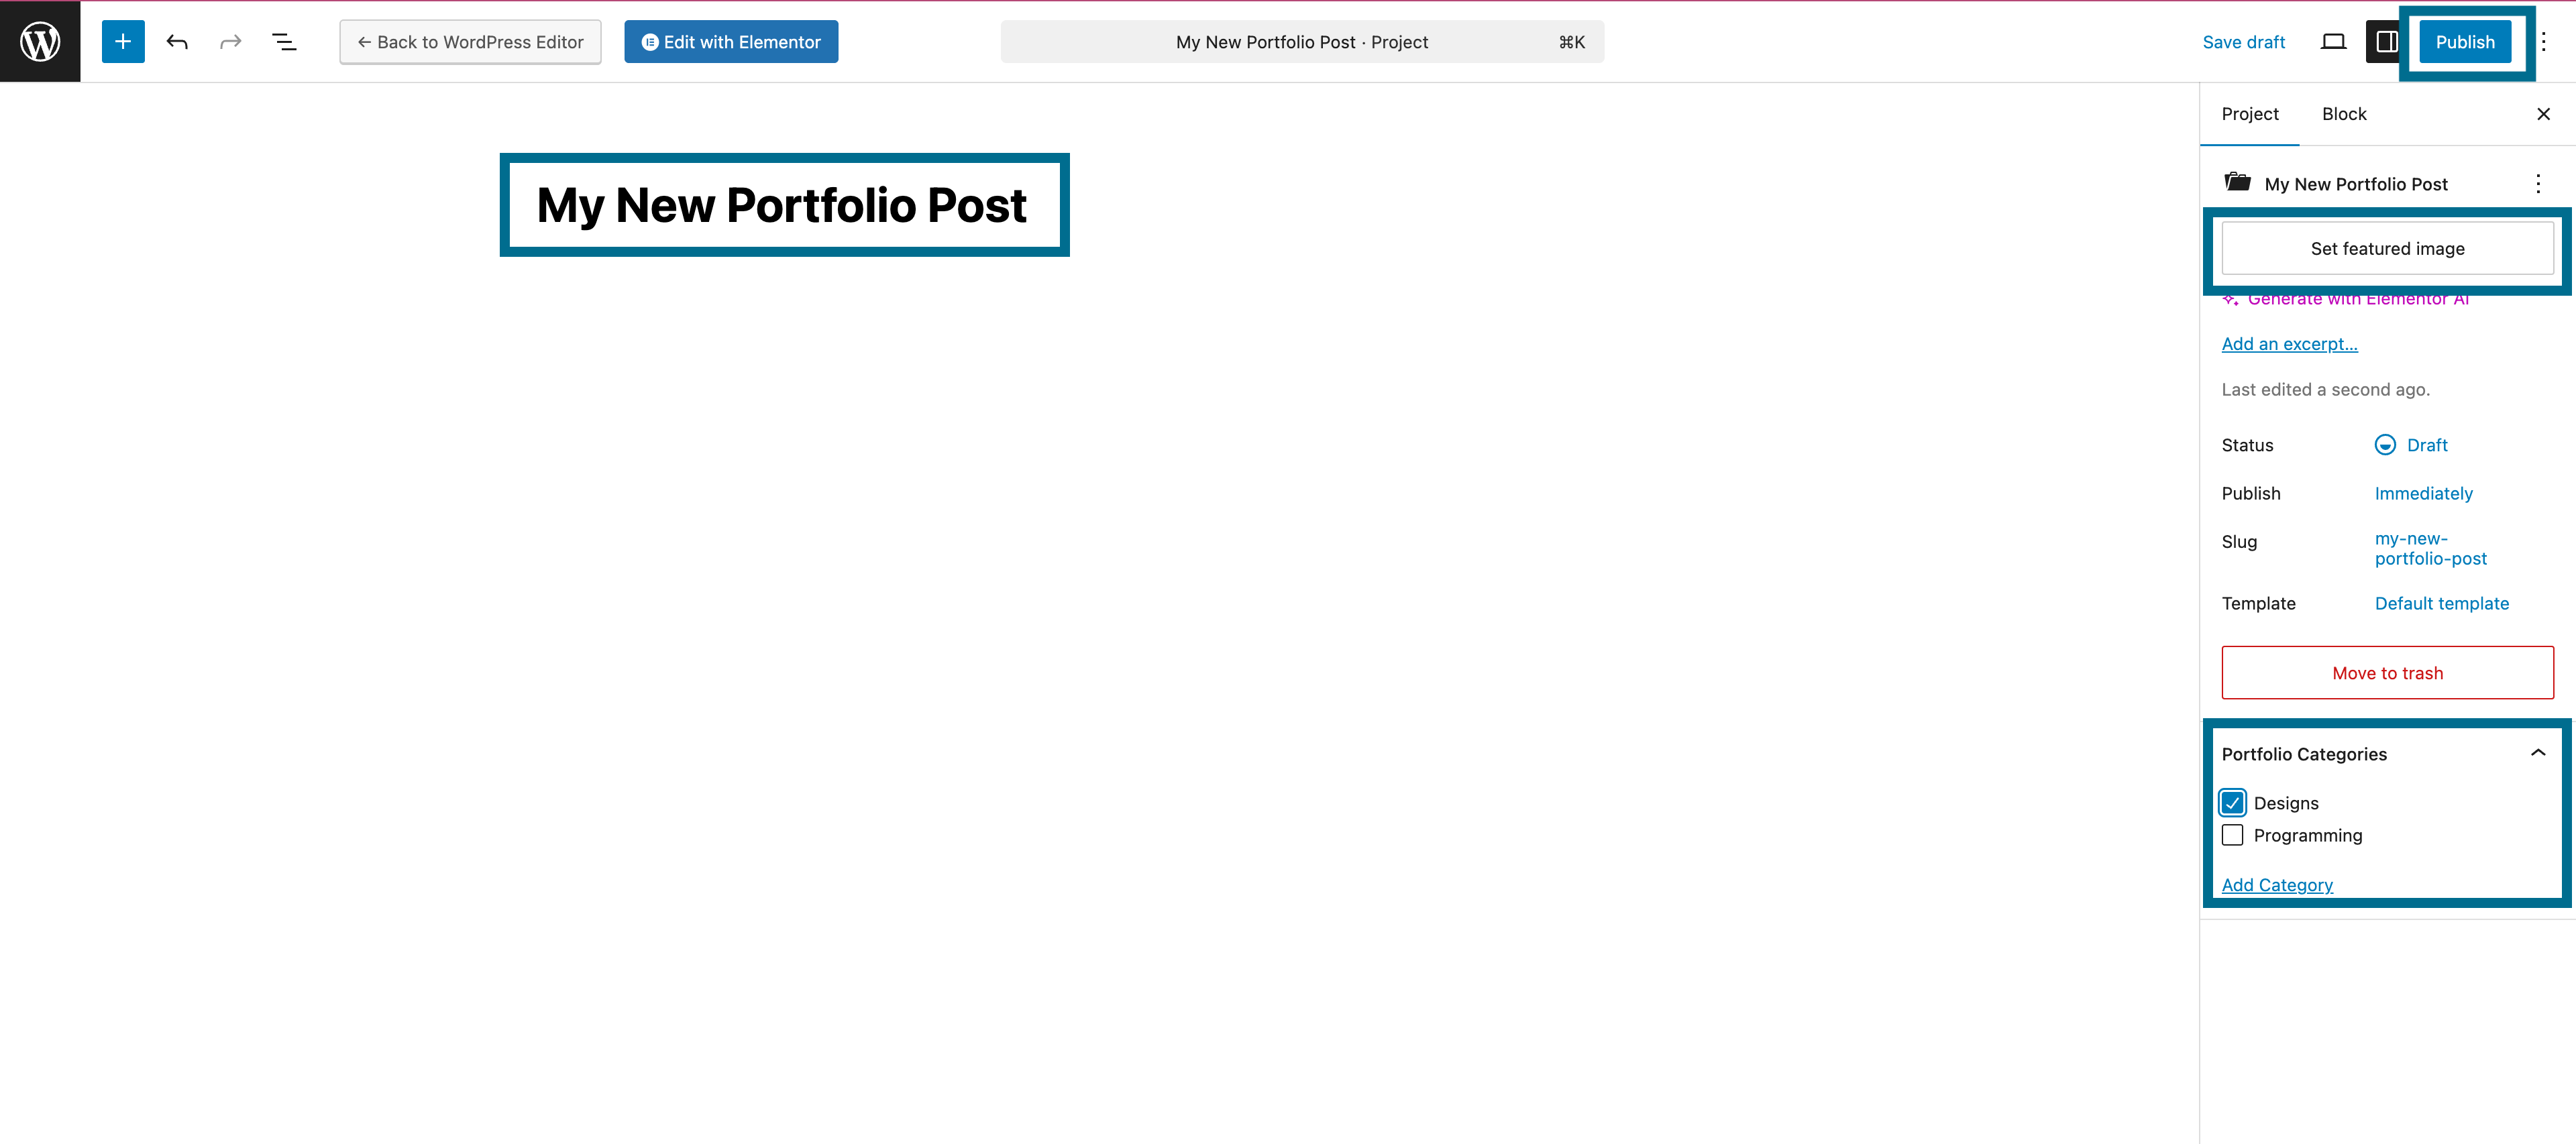 ← Back to WordPress Editor
Edit with Elementor
My New Portfolio Post · Project
⌘K
Save draft
Publish
Project
Block
My New Portfolio Post
My New Portfolio Post
Set featured image
Generate with Elementor AI
Add an excerpt...
Last edited a second ago.
Status
Draft
Publish
Immediately
Slug
my-new-
portfolio-post
Template
Default template
Move to trash
Portfolio Categories
Designs
Programming
Add Category